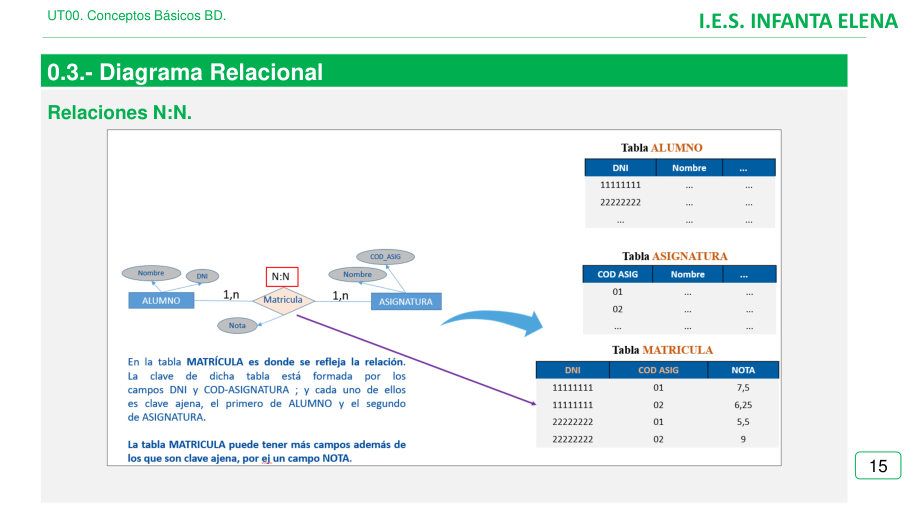 UT00. Conceptos Básicos BD.
I.E.S. INFANTA ELENA
0.3.- Diagrama Relacional
Relaciones N:N.
Tabla ALUMNO
DNI Nombre ...
11111111 ... ...
22222222 ... ...
... ... ...
Tabla ASIGNATURA
COD ASIG Nombre ...
01 ... ...
02 ... ...
... ... ...
COD_ASIG
Nombre DNI N:N Nombre
ALUMNO 1,n Matricula 1,n ASIGNATURA
Nota
Tabla MATRICULA
DNI COD ASIG NOTA
11111111 01 7,5
11111111 02 6,25
22222222 01 5,5
22222222 02 9
En la tabla MATRÍCULA es donde se refleja la relación.
La clave de dicha tabla está formada por los
campos DNI y COD-ASIGNATURA ; y cada uno de ellos
es clave ajena, el primero de ALUMNO y el segundo
de ASIGNATURA.
La tabla MATRICULA puede tener más campos además de
los que son clave ajena, por ej un campo NOTA.
15